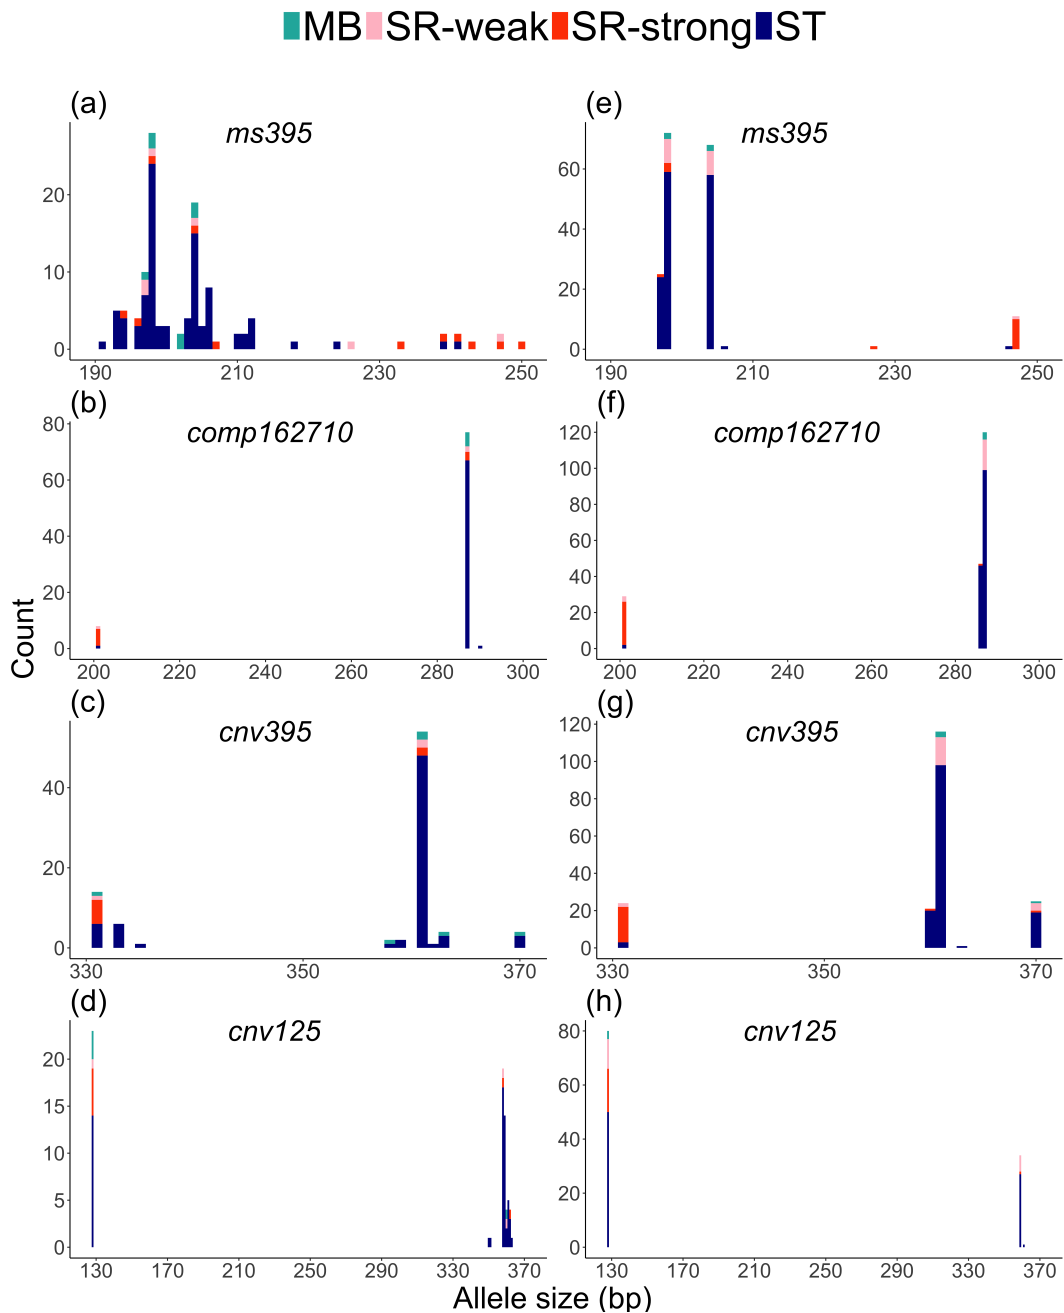 MB SR-weak SR-strong ST
(a) ms395
20
10
0
190 210 230 250
(e) ms395
60
40
20
0
190 210 230 250
(b) comp162710
80
60
40
20
0
200 220 240 260 280 300
(f) comp162710
120
100
80
60
40
20
0
200 220 240 260 280 300
Count
(c) cnv395
40
20
0
330 350 370
(g) cnv395
120
100
80
60
40
20
0
330 350 370
(d) cnv125
20
15
10
5
0
130 170 210 250 290 330 370
(h) cnv125
80
60
40
20
0
130 170 210 250 290 330 370
Allele size (bp)